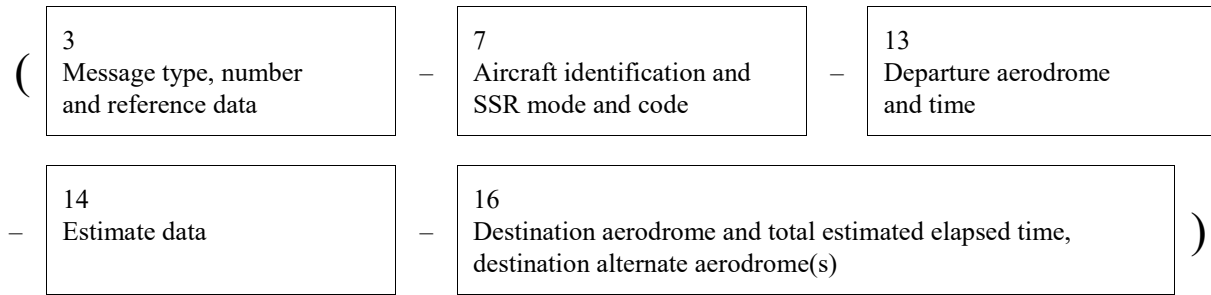 ( 3 – 7 – 13
Message type, number Aircraft identification and Departure aerodrome
and reference data SSR mode and code and time
– 14 – 16 )
Estimate data Destination aerodrome and total estimated elapsed time,
destination alternate aerodrome(s)